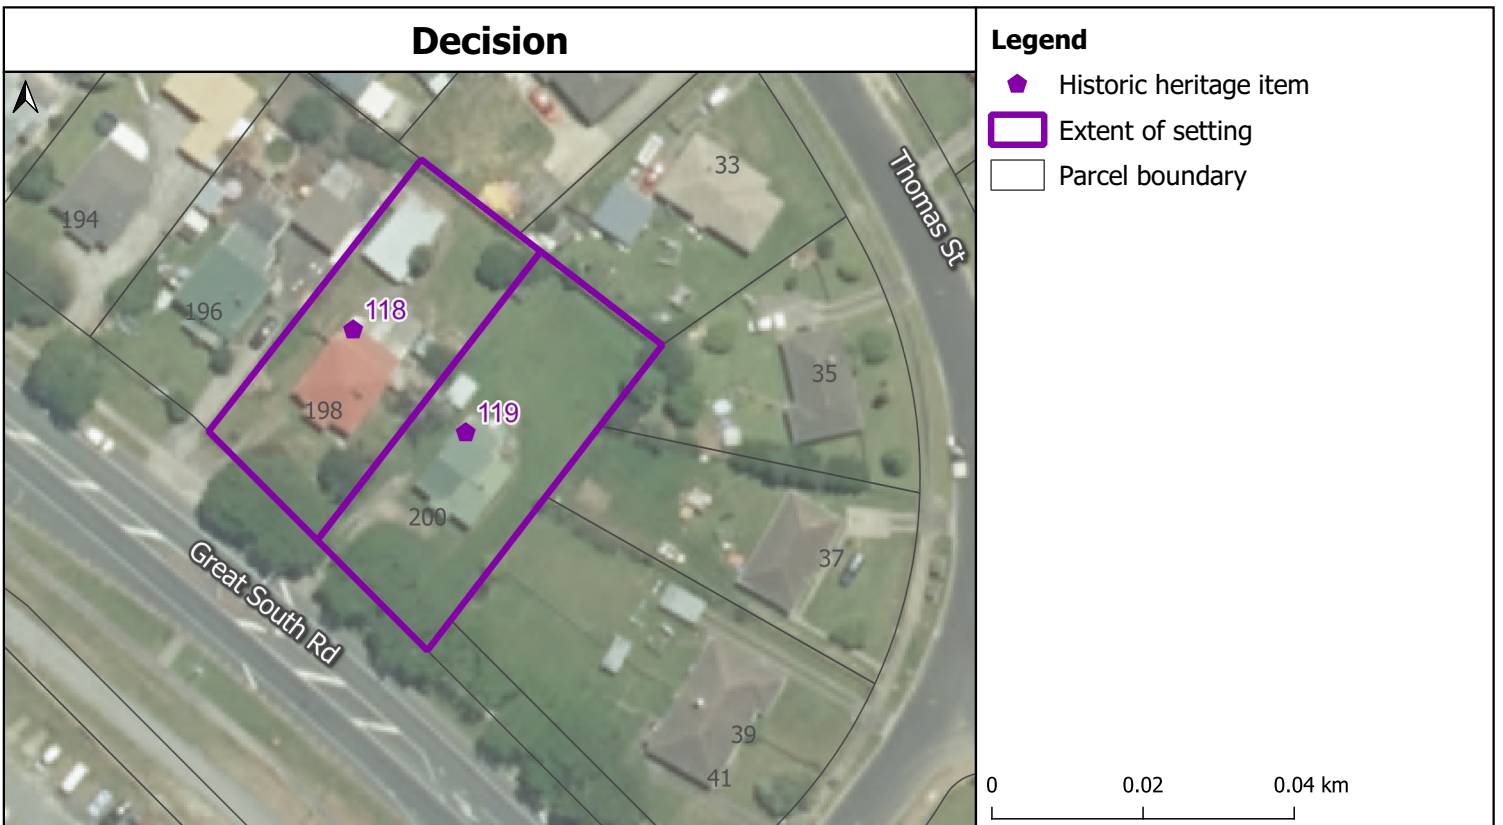 Decision
Legend
Historic heritage item
Extent of setting
Parcel boundary
33
Thomas St
194
196
118
198
119
35
200
Great South Rd
37
39
41
0 0.02 0.04 km